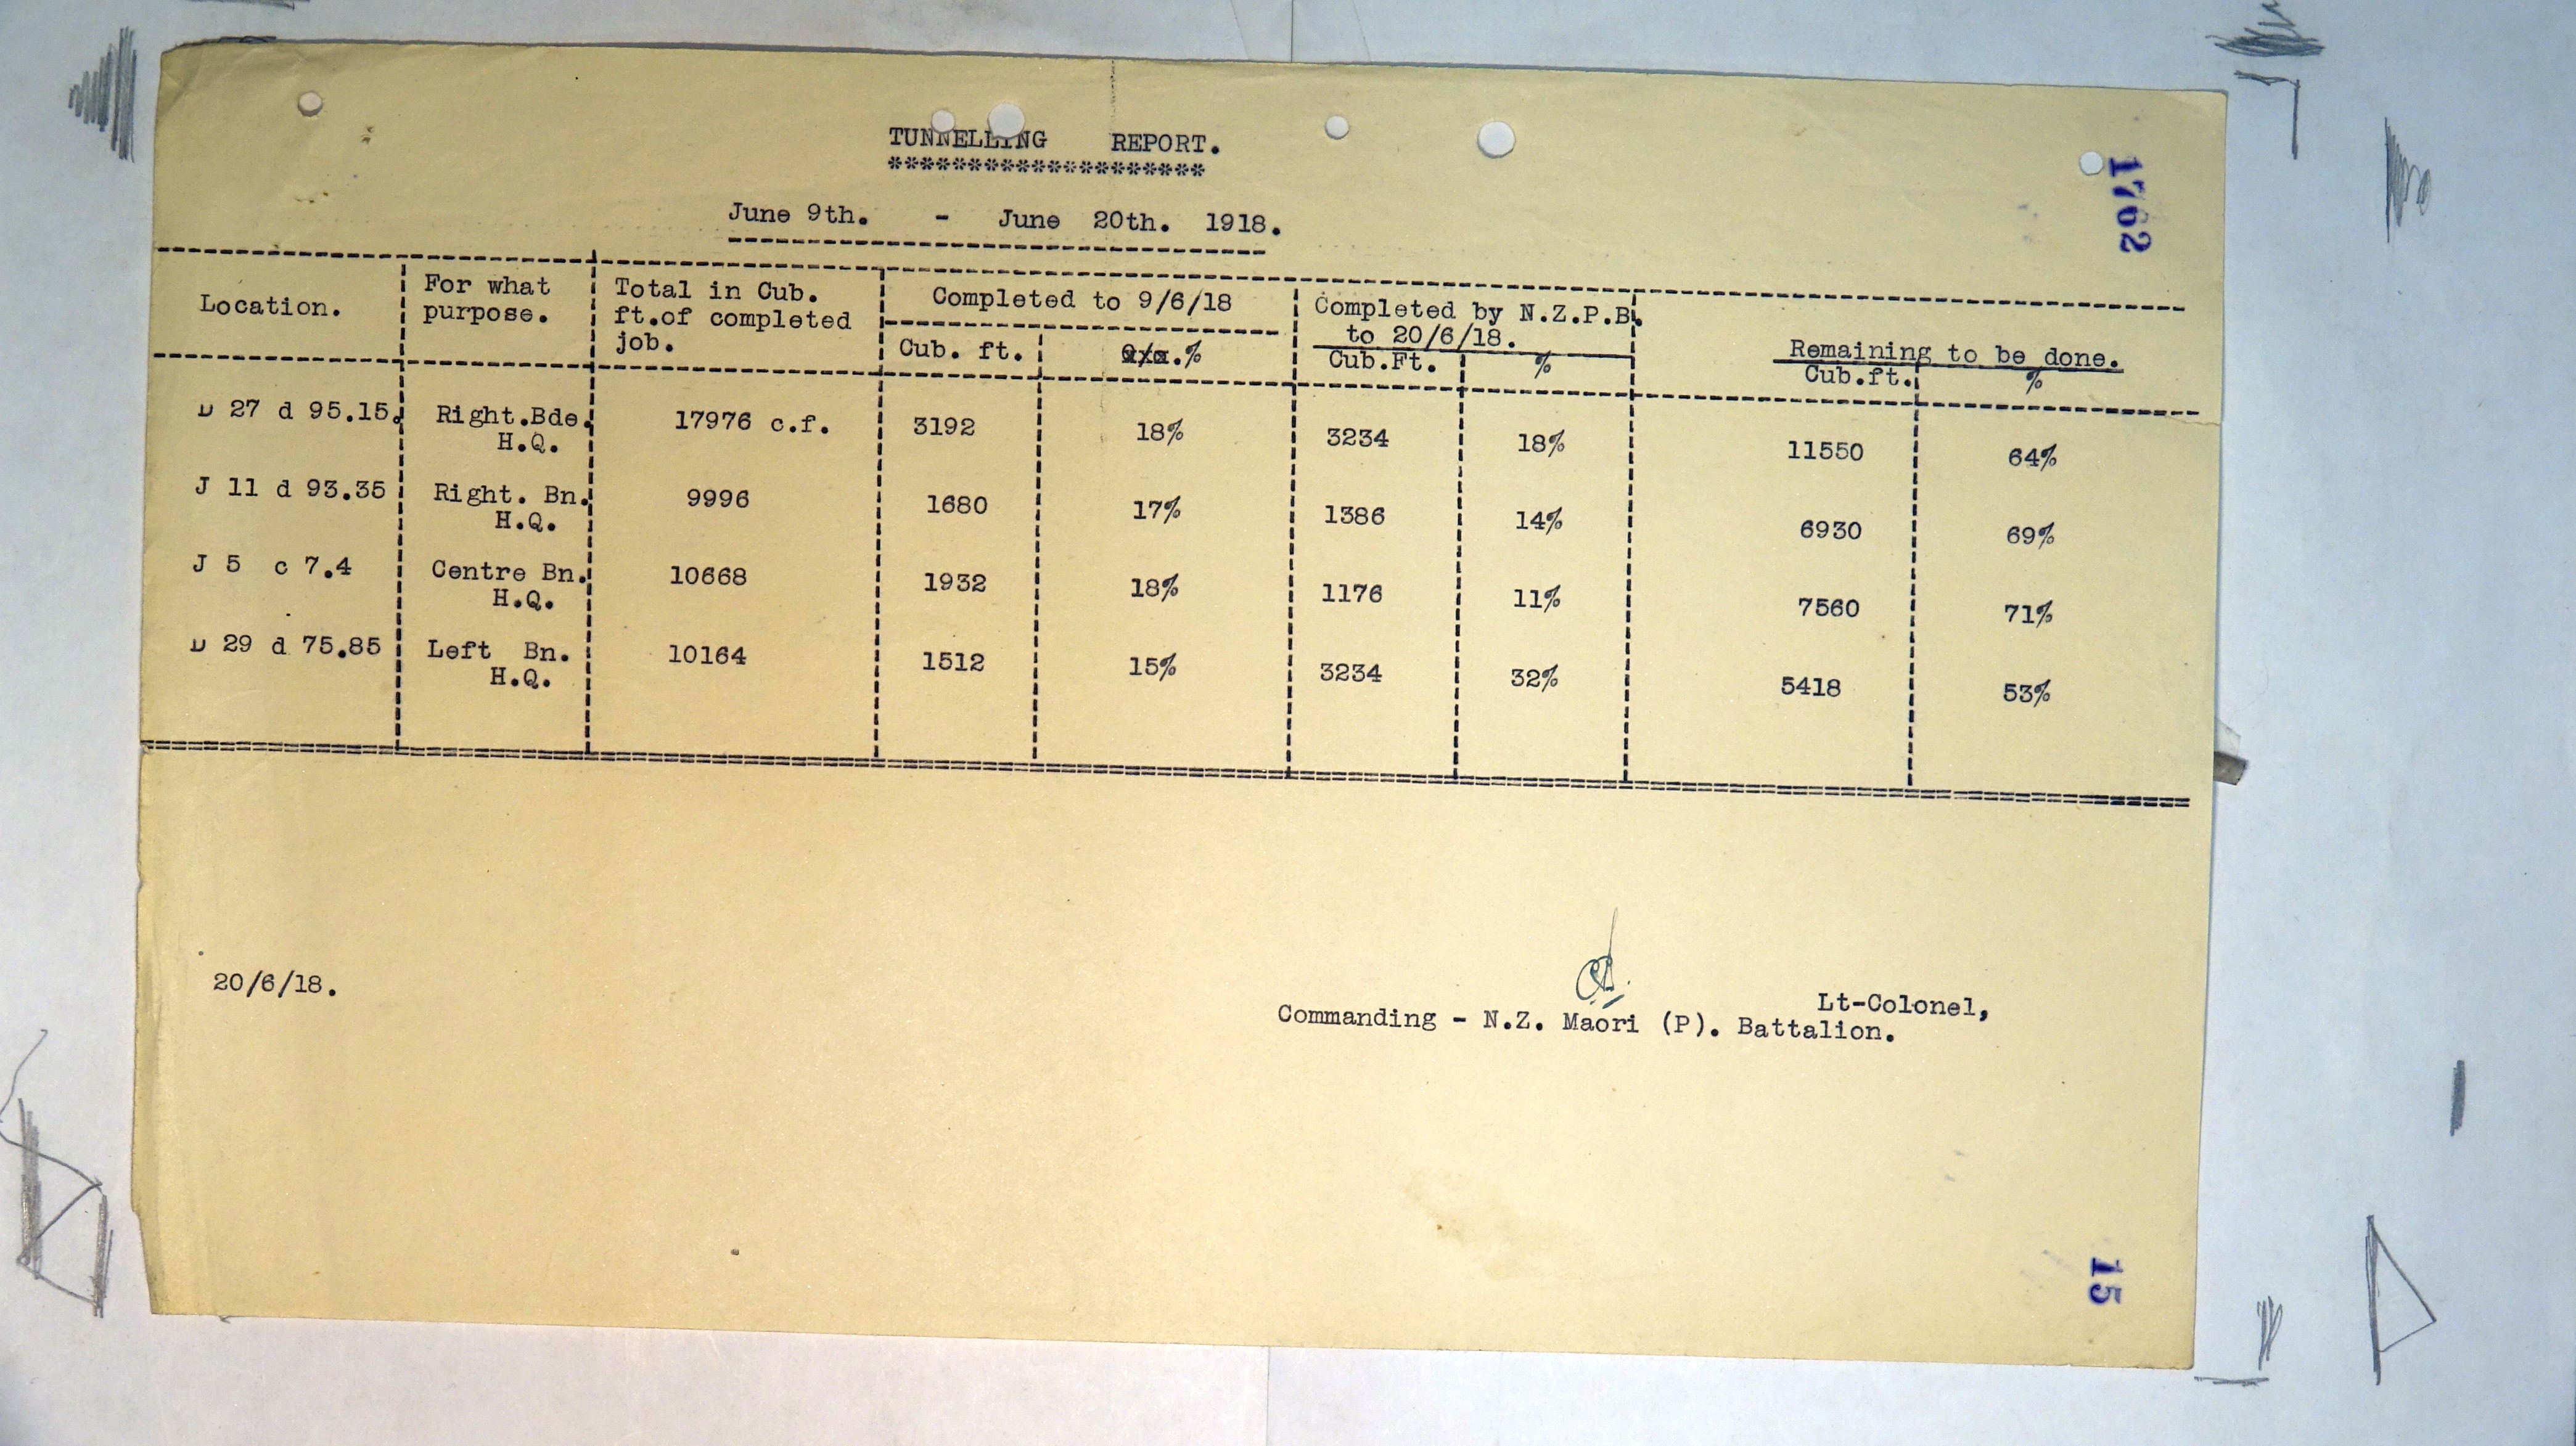 TUNNELLING REPORT.
********************
June 9th. - June 20th. 1918.
1762
Location. For what purpose. Total in Cub. ft.of completed job. Completed to 9/6/18 Cub. ft. % Completed by N.Z.P.B. to 20/6/18. Cub.Ft. % Remaining to be done. Cub.ft. %
D 27 d 95.15. Right.Bde. H.Q. 17976 c.f. 3192 18% 3234 18% 11550 64%
J 11 d 93.35 Right. Bn. H.Q. 9996 1680 17% 1386 14% 6930 69%
J 5 c 7.4 Centre Bn. H.Q. 10668 1932 18% 1176 11% 7560 71%
D 29 d 75.85 Left Bn. H.Q. 10164 1512 15% 3234 32% 5418 53%
20/6/18.
Lt-Colonel,
Commanding - N.Z. Maori (P). Battalion.
15